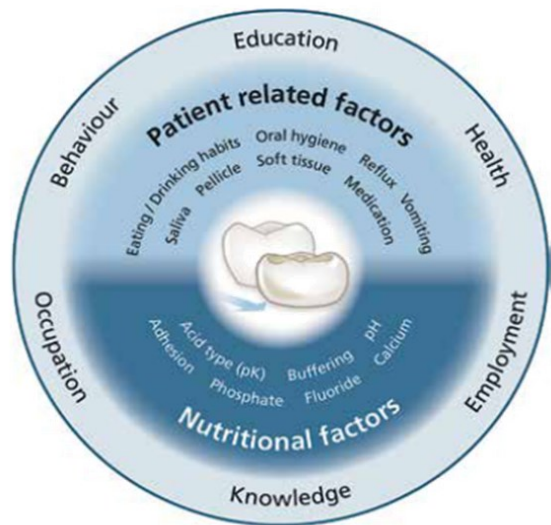 Education
Behaviour
Health
Patient related factors
Eating / Drinking habits
Oral hygiene
Reflux
Vomiting
Saliva
Pellicle
Soft tissue
Medication
Acid type (pK)
Buffering
pH
Adhesion
Phosphate
Fluoride
Calcium
Nutritional factors
Occupation
Employment
Knowledge